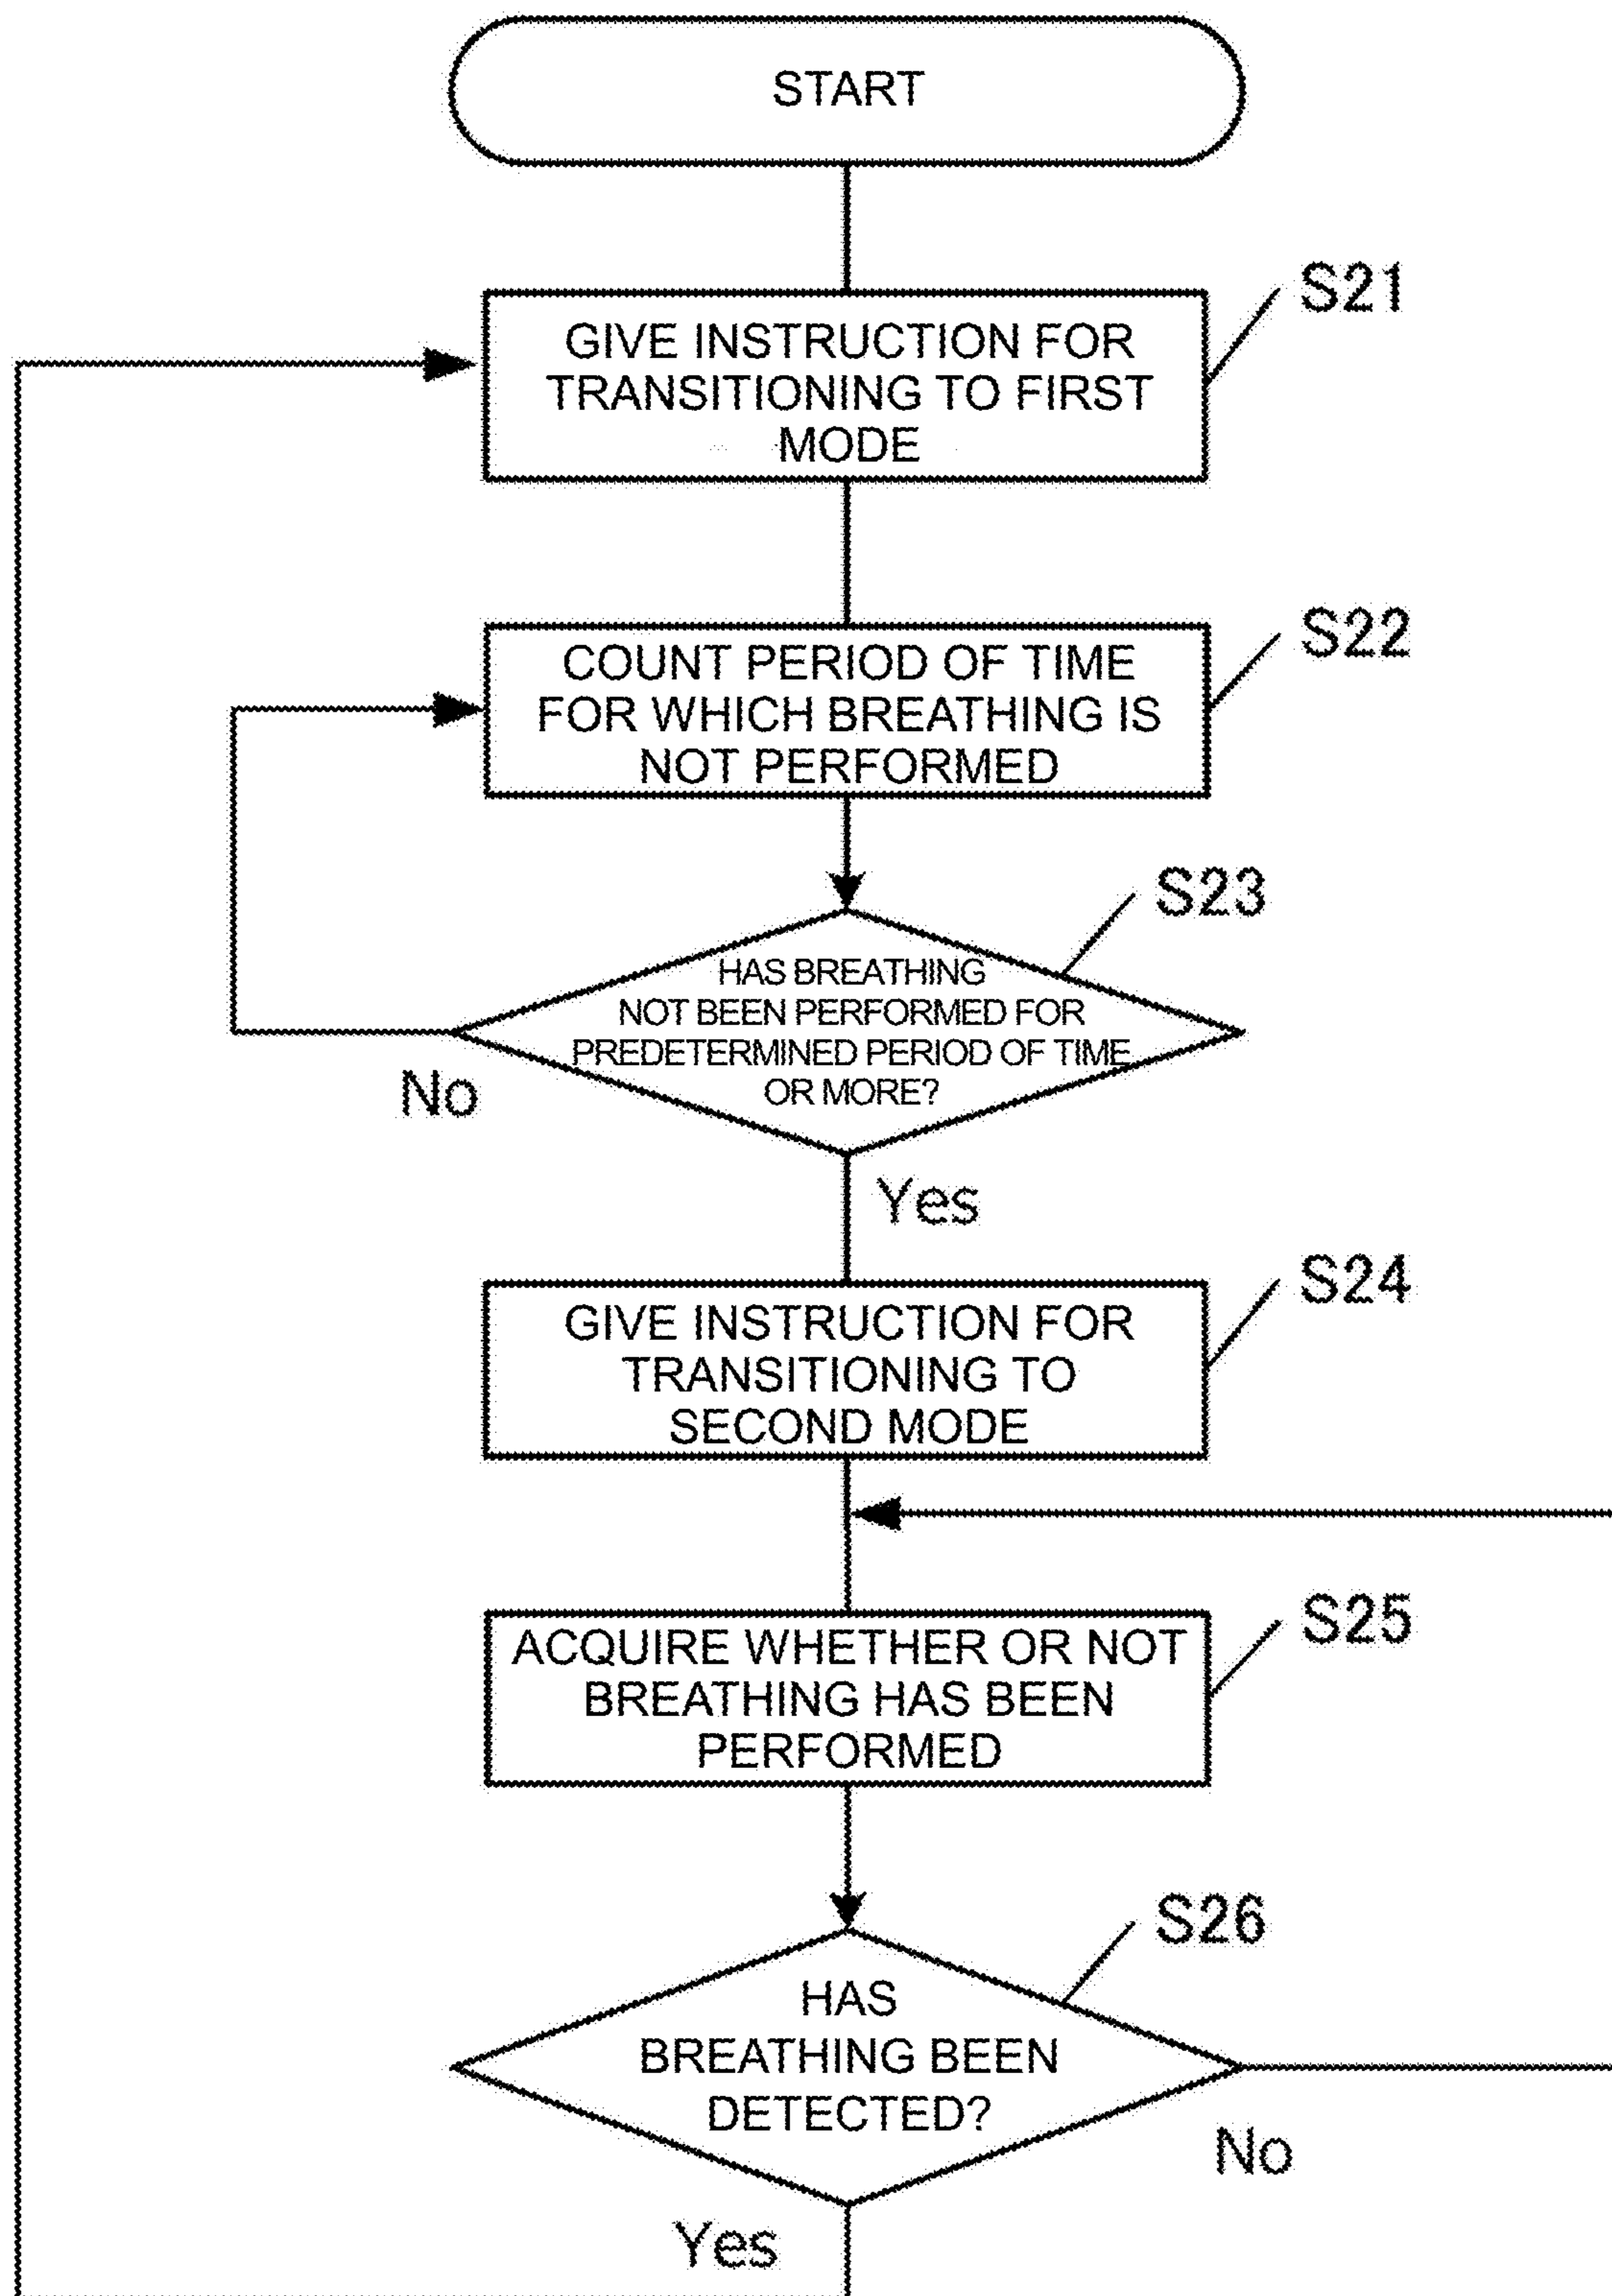 START
S21
GIVE INSTRUCTION FOR
TRANSITIONING TO FIRST
MODE
S22
COUNT PERIOD OF TIME
FOR WHICH BREATHING IS
NOT PERFORMED
S23
HAS BREATHING
NOT BEEN PERFORMED FOR
PREDETERMINED PERIOD OF TIME
OR MORE?
No
Yes
S24
GIVE INSTRUCTION FOR
TRANSITIONING TO
SECOND MODE
S25
ACQUIRE WHETHER OR NOT
BREATHING HAS BEEN
PERFORMED
S26
HAS
BREATHING BEEN
DETECTED?
No
Yes